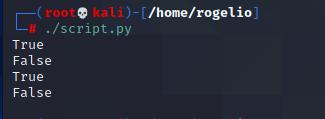 ┌──(root💀kali)-[/home/rogelio]
└─# ./script.py
True
False
True
False